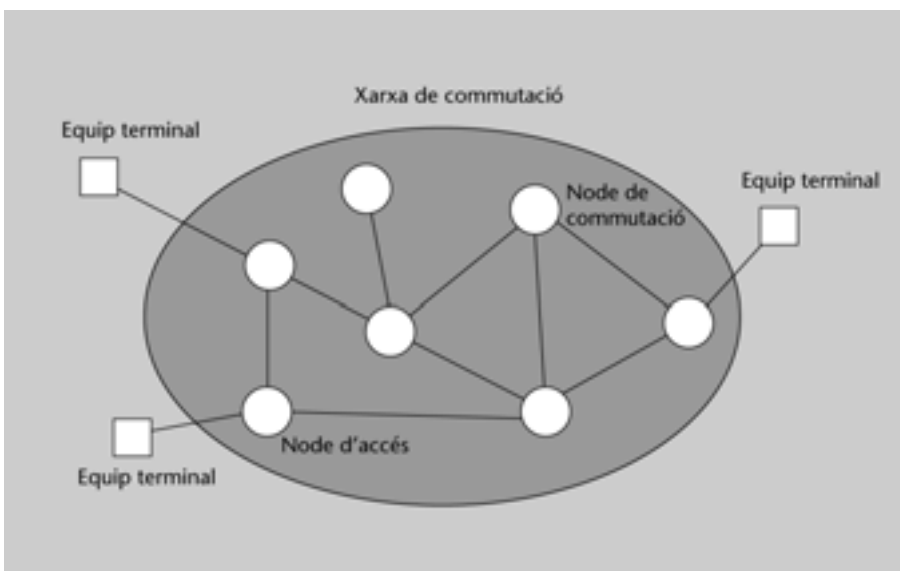 Xarxa de commutació
Equip terminal
Equip terminal
Node de
commutació
Node d'accés
Equip terminal